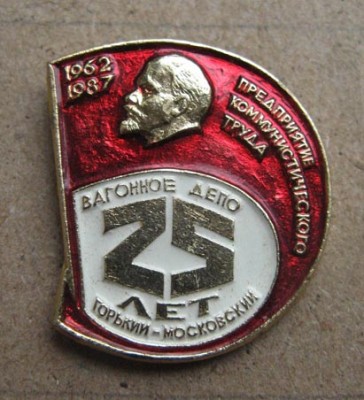 1962
1987
ПРЕДПРИЯТИЕ
КОММУНИСТИЧЕСКОГО
ТРУДА
ВАГОННОЕ ДЕПО
25
ЛЕТ
ГОРЬКИЙ-МОСКОВСКИЙ